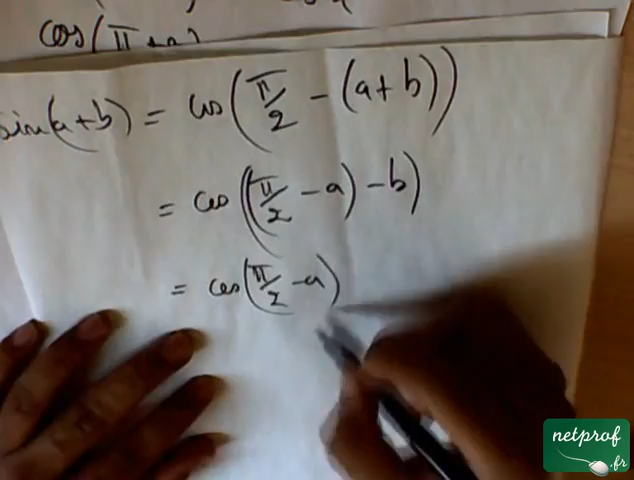 cos(π
sin(a+b) = cos(π/2 - (a+b))
= cos((π/2 - a) - b)
= cos(π/2 - a)
netprof
.fr